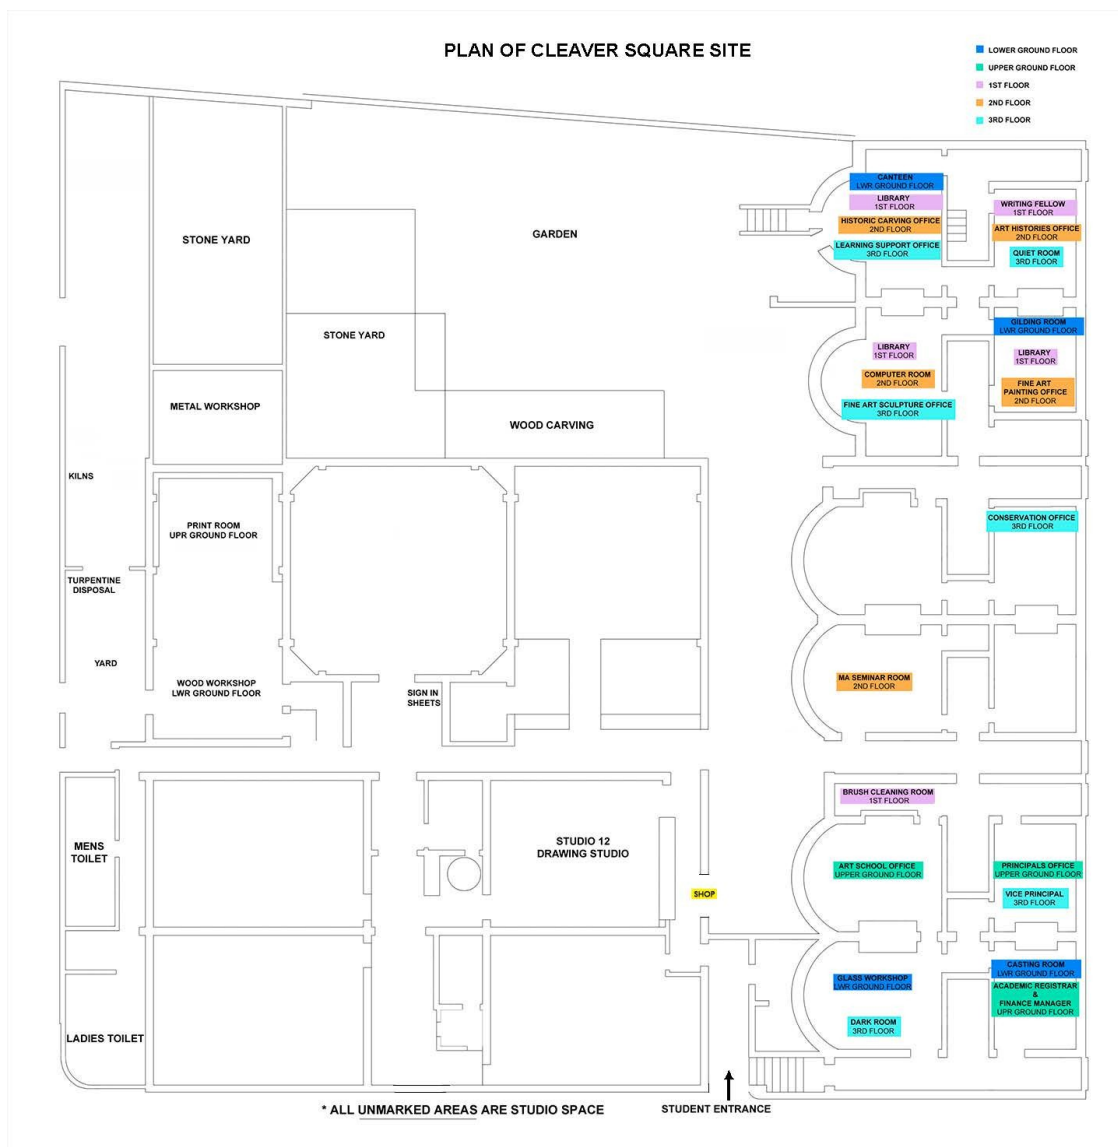 PLAN OF CLEAVER SQUARE SITE
LOWER GROUND FLOOR
UPPER GROUND FLOOR
1ST FLOOR
2ND FLOOR
3RD FLOOR
CANTEEN
LWR GROUND FLOOR
LIBRARY
1ST FLOOR
HISTORIC CARVING OFFICE
2ND FLOOR
LEARNING SUPPORT OFFICE
3RD FLOOR
WRITING FELLOW
1ST FLOOR
ART HISTORIES OFFICE
2ND FLOOR
QUIET ROOM
3RD FLOOR
STONE YARD
GARDEN
STONE YARD
GILDING ROOM
LWR GROUND FLOOR
LIBRARY
1ST FLOOR
COMPUTER ROOM
2ND FLOOR
FINE ART SCULPTURE OFFICE
3RD FLOOR
LIBRARY
1ST FLOOR
FINE ART
PAINTING OFFICE
2ND FLOOR
METAL WORKSHOP
WOOD CARVING
KILNS
PRINT ROOM
UPR GROUND FLOOR
CONSERVATION OFFICE
3RD FLOOR
TURPENTINE
DISPOSAL
YARD
WOOD WORKSHOP
LWR GROUND FLOOR
SIGN IN
SHEETS
MA SEMINAR ROOM
2ND FLOOR
BRUSH CLEANING ROOM
1ST FLOOR
MENS
TOILET
STUDIO 12
DRAWING STUDIO
SHOP
ART SCHOOL OFFICE
UPPER GROUND FLOOR
PRINCIPALS OFFICE
UPPER GROUND FLOOR
VICE PRINCIPAL
3RD FLOOR
GLASS WORKSHOP
LWR GROUND FLOOR
DARK ROOM
3RD FLOOR
CASTING ROOM
LWR GROUND FLOOR
ACADEMIC REGISTRAR
&
FINANCE MANAGER
UPR GROUND FLOOR
LADIES TOILET
* ALL UNMARKED AREAS ARE STUDIO SPACE
STUDENT ENTRANCE